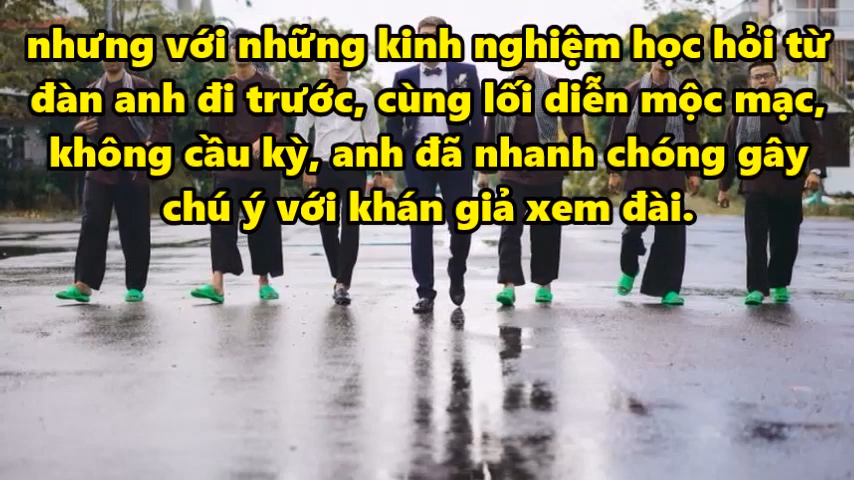 nhưng với những kinh nghiệm học hỏi từ
đàn anh đi trước, cùng lối diễn mộc mạc,
không cầu kỳ, anh đã nhanh chóng gây
chú ý với khán giả xem đài.